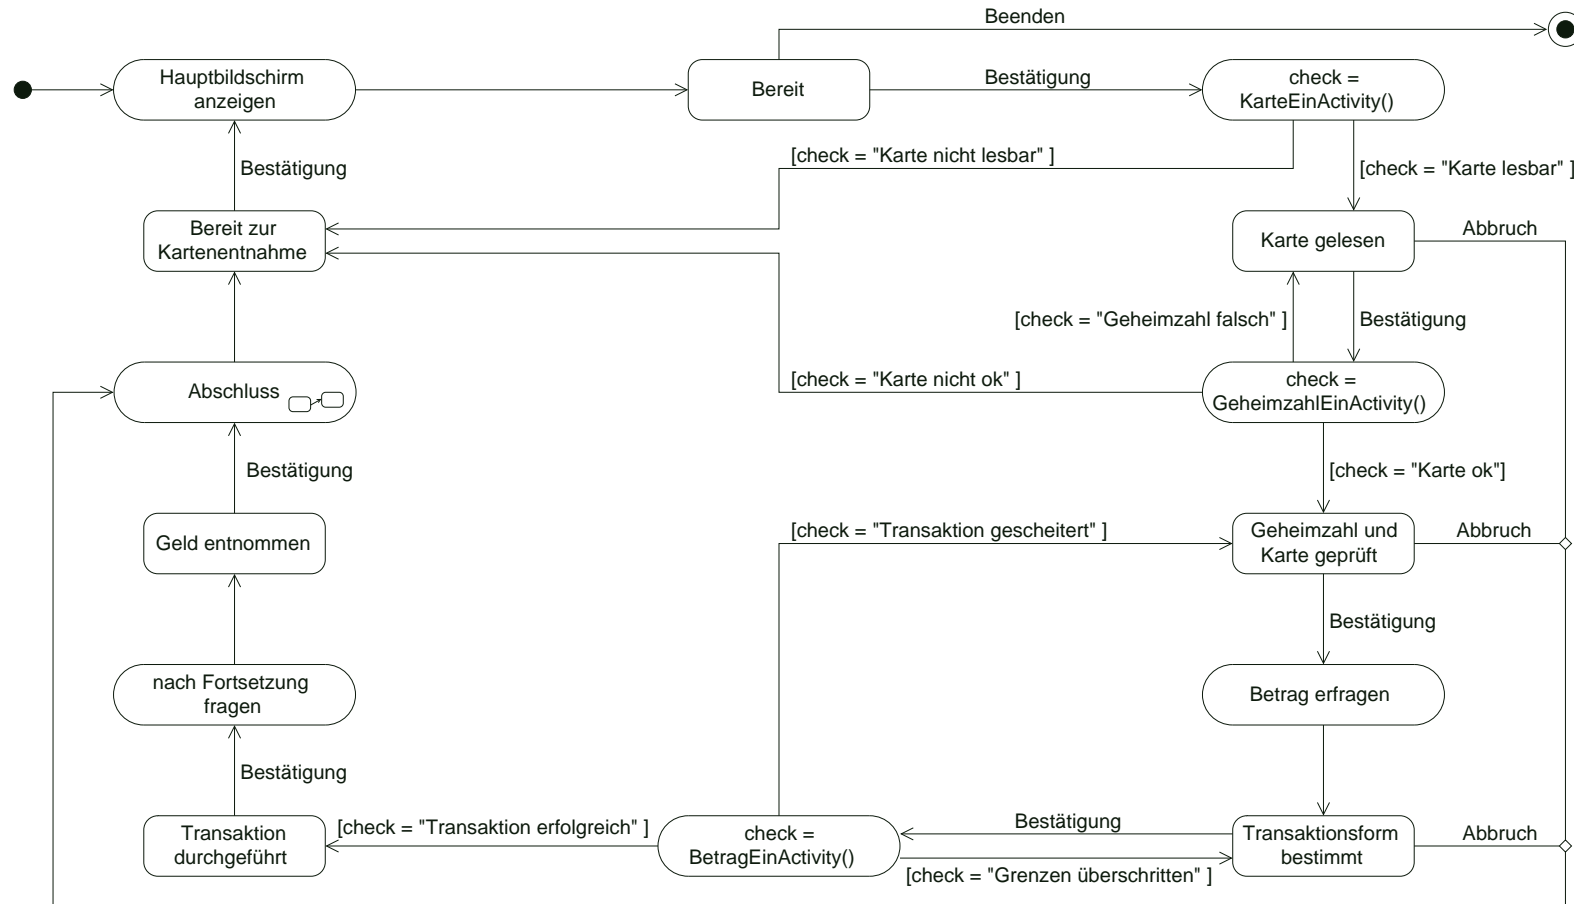 Beenden
Hauptbildschirm
anzeigen
Bereit
Bestätigung
check =
KarteEinActivity()
Bestätigung
[check = "Karte nicht lesbar" ]
[check = "Karte lesbar" ]
Bereit zur
Kartenentnahme
Karte gelesen
Abbruch
[check = "Geheimzahl falsch" ]
Bestätigung
Abschluss
[check = "Karte nicht ok" ]
check =
GeheimzahlEinActivity()
Bestätigung
[check = "Karte ok"]
Geld entnommen
[check = "Transaktion gescheitert" ]
Geheimzahl und
Karte geprüft
Abbruch
Bestätigung
nach Fortsetzung
fragen
Betrag erfragen
Bestätigung
Transaktion
durchgeführt
[check = "Transaktion erfolgreich" ]
check =
BetragEinActivity()
Bestätigung
[check = "Grenzen überschritten" ]
Transaktionsform
bestimmt
Abbruch